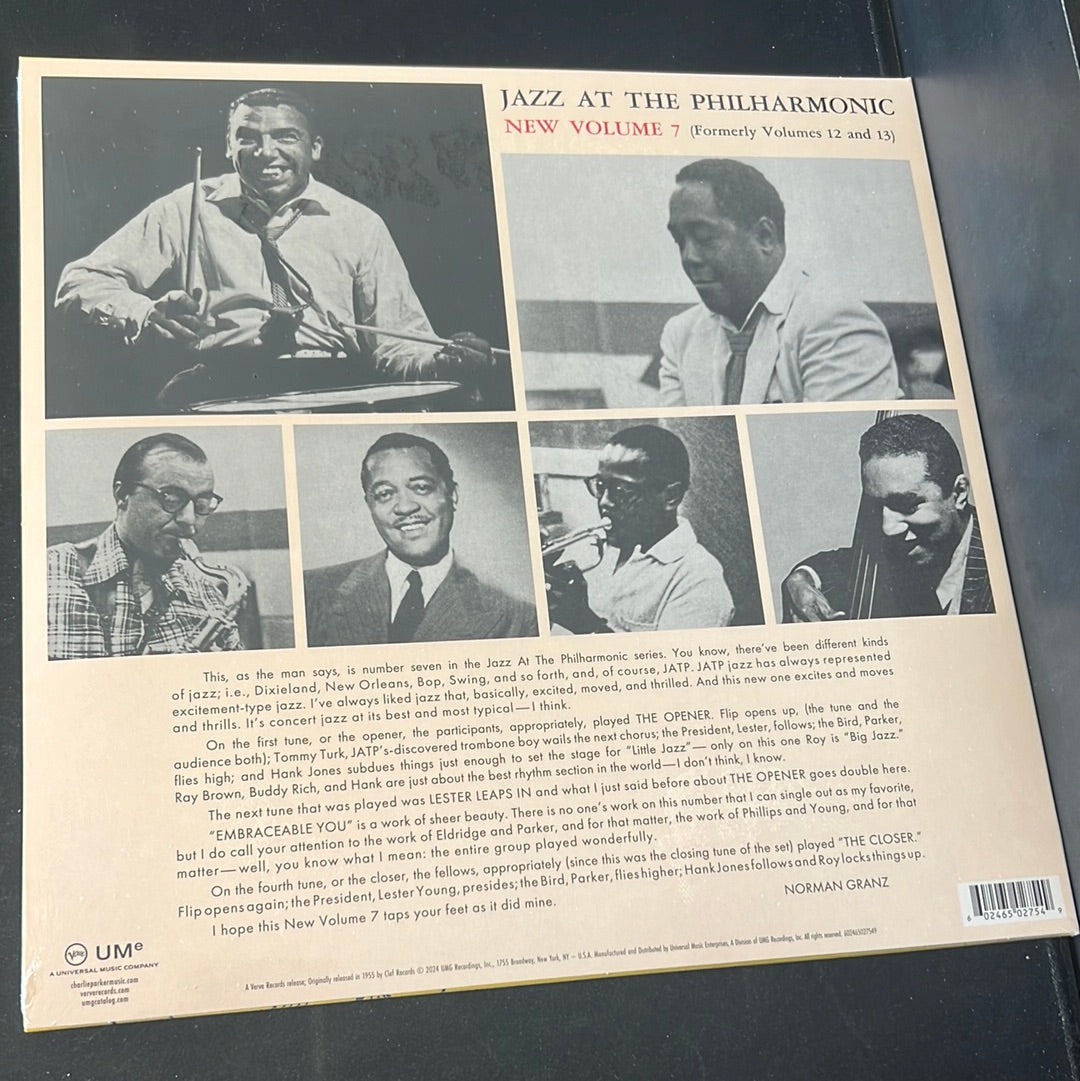 JAZZ AT THE PHILHARMONIC
NEW VOLUME 7 (Formerly Volumes 12 and 13)
This, as the man says, is number seven in the Jazz At The Philharmonic series. You know, there've been different kinds
of jazz; i.e., Dixieland, New Orleans, Bop, Swing, and so forth, and, of course, JATP. JATP jazz has always represented
excitement-type jazz. I've always liked jazz that, basically, excited, moved, and thrilled. And this new one excites and moves
and thrills. It's concert jazz at its best and most typical—I think.
On the first tune, or the opener, the participants, appropriately, played THE OPENER. Flip opens up, (the tune and the
audience both); Tommy Turk, JATP's-discovered trombone boy wails the next chorus; the President, Lester, follows; the Bird, Parker,
flies high; and Hank Jones subdues things just enough to set the stage for "Little Jazz"— only on this one Roy is "Big Jazz."
Ray Brown, Buddy Rich, and Hank are just about the best rhythm section in the world—I don't think, I know.
The next tune that was played was LESTER LEAPS IN and what I just said before about THE OPENER goes double here.
"EMBRACEABLE YOU" is a work of sheer beauty. There is no one's work on this number that I can single out as my favorite,
but I do call your attention to the work of Eldridge and Parker, and for that matter, the work of Phillips and Young, and for that
matter—well, you know what I mean: the entire group played wonderfully.
On the fourth tune, or the closer, the fellows, appropriately (since this was the closing tune of the set) played "THE CLOSER."
Flip opens again; the President, Lester Young, presides; the Bird, Parker, flies higher; Hank Jones follows and Roy locks things up.
I hope this New Volume 7 taps your feet as it did mine.
NORMAN GRANZ
6 02465 02754 9
Verve UMe
A UNIVERSAL MUSIC COMPANY
charlieparkermusic.com
ververecords.com
umgcatalog.com
A Verve Records release; Originally released in 1955 by Clef Records © 2024 UMG Recordings, Inc., 1755 Broadway, New York, NY — U.S.A. Manufactured and Distributed by Universal Music Enterprises, A Division of UMG Recordings, Inc. All rights reserved. 602465027549